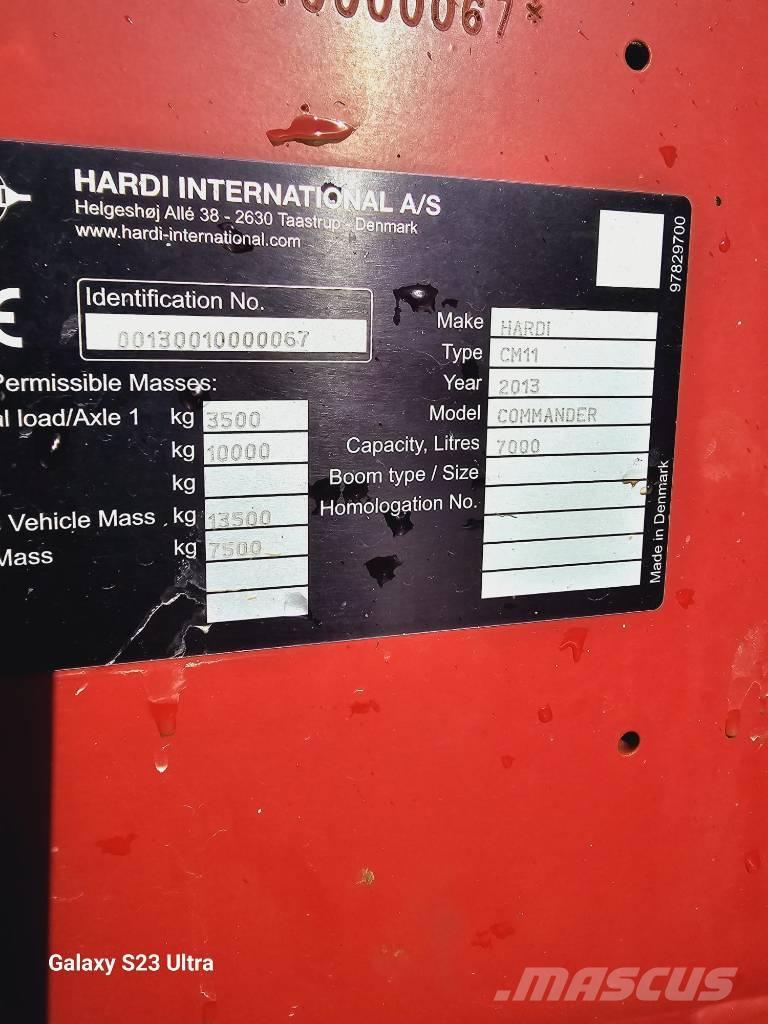 0000067*
HARDI INTERNATIONAL A/S
Helgeshøj Allé 38 - 2630 Taastrup - Denmark
www.hardi-international.com
97829700
CE
Identification No.
00130010000067
Permissible Masses:
load/Axle 1 kg 3500
kg 10000
kg
Vehicle Mass kg 13500
Mass kg 7500
Make HARDI
Type CM11
Year 2013
Model COMMANDER
Capacity, Litres 7000
Boom type / Size
Homologation No.
Made in Denmark
Galaxy S23 Ultra
.MASCUS